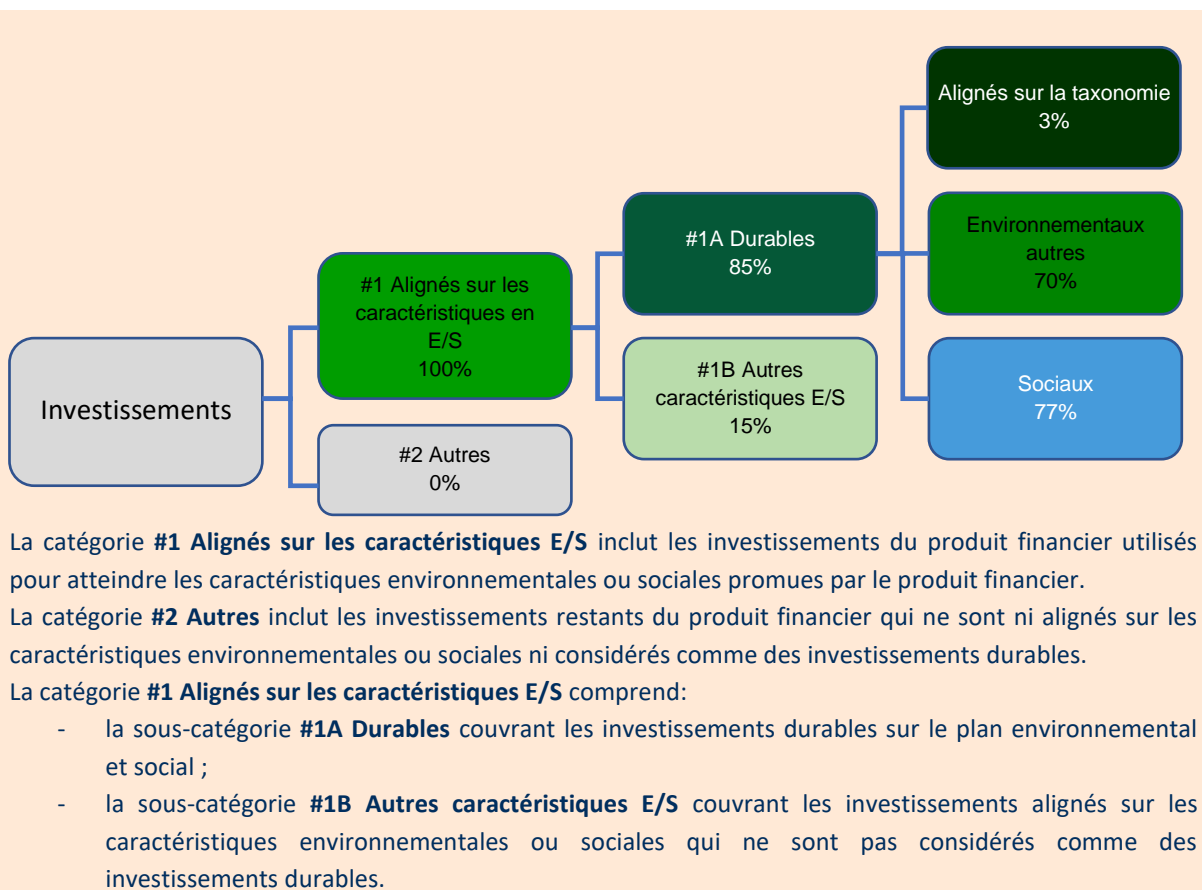 Investissements
#1 Alignés sur les
caractéristiques en
E/S
100%
#2 Autres
0%
#1A Durables
85%
#1B Autres
caractéristiques E/S
15%
Alignés sur la taxonomie
3%
Environnementaux
autres
70%
Sociaux
77%
La catégorie #1 Alignés sur les caractéristiques E/S inclut les investissements du produit financier utilisés
pour atteindre les caractéristiques environnementales ou sociales promues par le produit financier.
La catégorie #2 Autres inclut les investissements restants du produit financier qui ne sont ni alignés sur les
caractéristiques environnementales ou sociales ni considérés comme des investissements durables.
La catégorie #1 Alignés sur les caractéristiques E/S comprend:
- la sous-catégorie #1A Durables couvrant les investissements durables sur le plan environnemental
et social ;
- la sous-catégorie #1B Autres caractéristiques E/S couvrant les investissements alignés sur les
caractéristiques environnementales ou sociales qui ne sont pas considérés comme des
investissements durables.